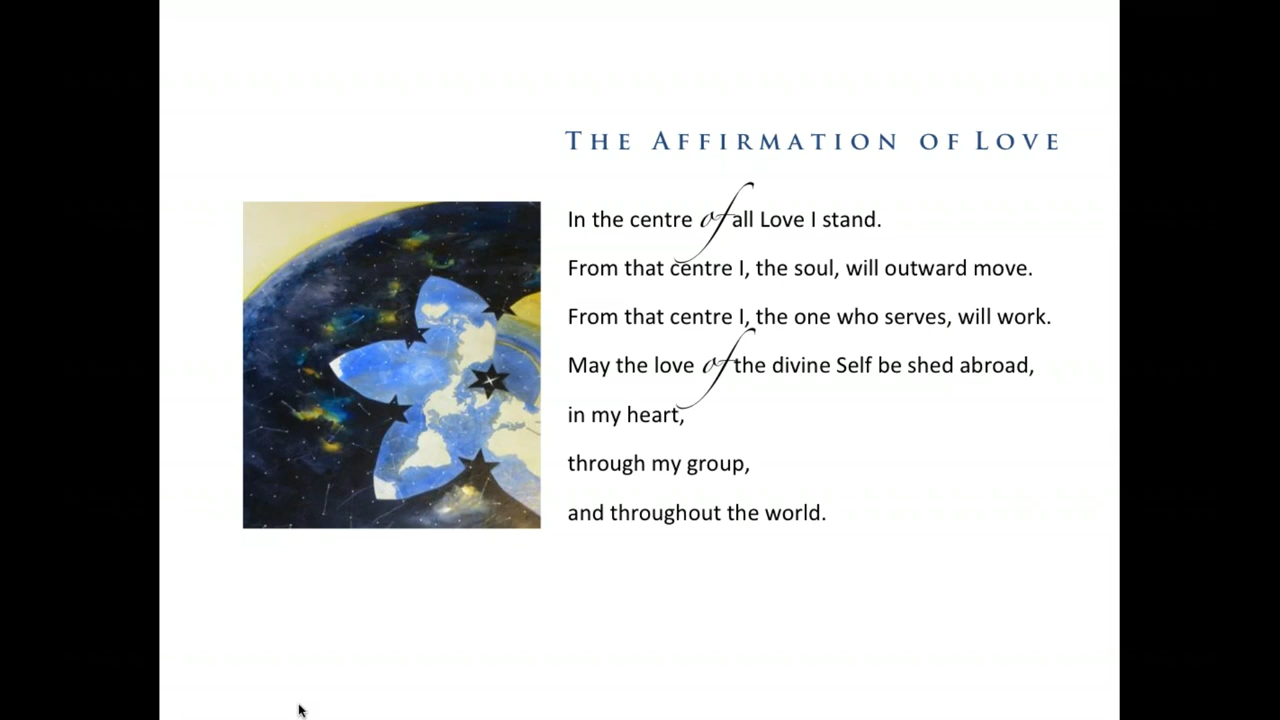 THE AFFIRMATION OF LOVE
In the centre of all Love I stand.
From that centre I, the soul, will outward move.
From that centre I, the one who serves, will work.
May the love of the divine Self be shed abroad,
in my heart,
through my group,
and throughout the world.